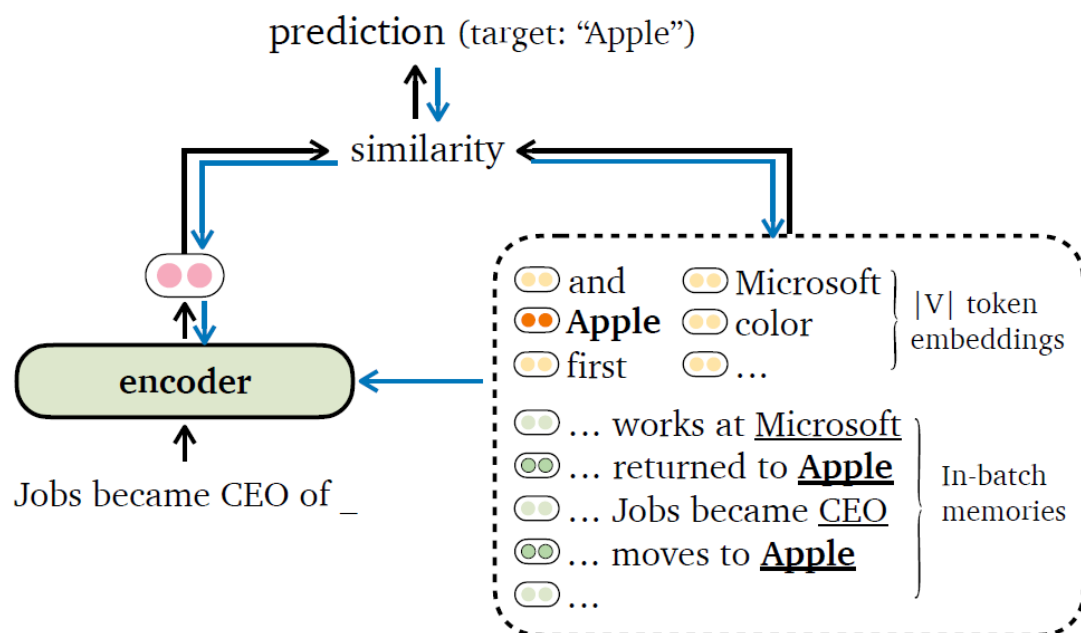 prediction (target: “Apple”)
similarity
and
Microsoft
Apple
color
first
...
|V| token
embeddings
encoder
Jobs became CEO of _
... works at Microsoft
... returned to Apple
... Jobs became CEO
... moves to Apple
...
In-batch
memories